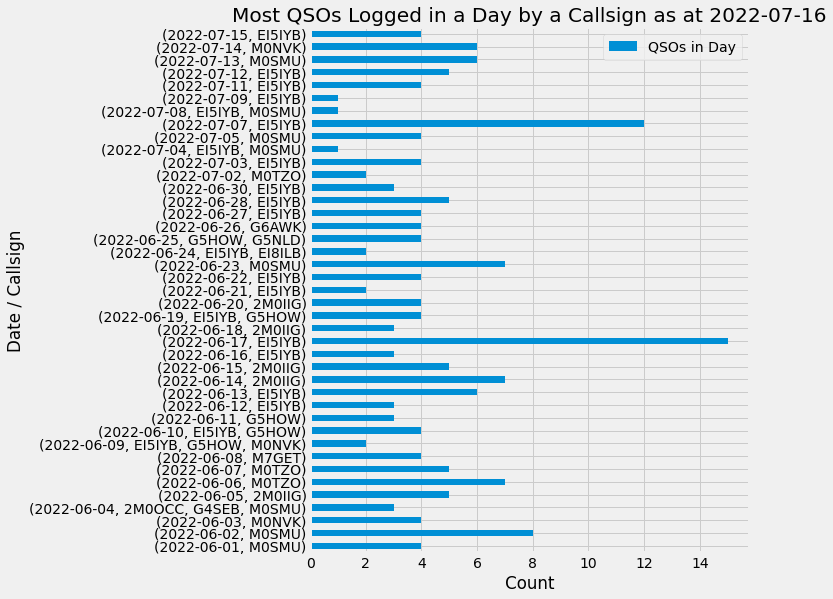 Most QSOs Logged in a Day by a Callsign as at 2022-07-16
QSOs in Day
Date / Callsign
(2022-07-15, EI5IYB)
(2022-07-14, M0NVK)
(2022-07-13, M0SMU)
(2022-07-12, EI5IYB)
(2022-07-11, EI5IYB)
(2022-07-09, EI5IYB)
(2022-07-08, EI5IYB, M0SMU)
(2022-07-07, EI5IYB)
(2022-07-05, M0SMU)
(2022-07-04, EI5IYB, M0SMU)
(2022-07-03, EI5IYB)
(2022-07-02, M0TZO)
(2022-06-30, EI5IYB)
(2022-06-28, EI5IYB)
(2022-06-27, EI5IYB)
(2022-06-26, G6AWK)
(2022-06-25, G5HOW, G5NLD)
(2022-06-24, EI5IYB, EI8ILB)
(2022-06-23, M0SMU)
(2022-06-22, EI5IYB)
(2022-06-21, EI5IYB)
(2022-06-20, 2M0IIG)
(2022-06-19, EI5IYB, G5HOW)
(2022-06-18, 2M0IIG)
(2022-06-17, EI5IYB)
(2022-06-16, EI5IYB)
(2022-06-15, 2M0IIG)
(2022-06-14, 2M0IIG)
(2022-06-13, EI5IYB)
(2022-06-12, EI5IYB)
(2022-06-11, G5HOW)
(2022-06-10, EI5IYB, G5HOW)
(2022-06-09, EI5IYB, G5HOW, M0NVK)
(2022-06-08, M7GET)
(2022-06-07, M0TZO)
(2022-06-06, M0TZO)
(2022-06-05, 2M0IIG)
(2022-06-04, 2M0OCC, G4SEB, M0SMU)
(2022-06-03, M0NVK)
(2022-06-02, M0SMU)
(2022-06-01, M0SMU)
0 2 4 6 8 10 12 14
Count